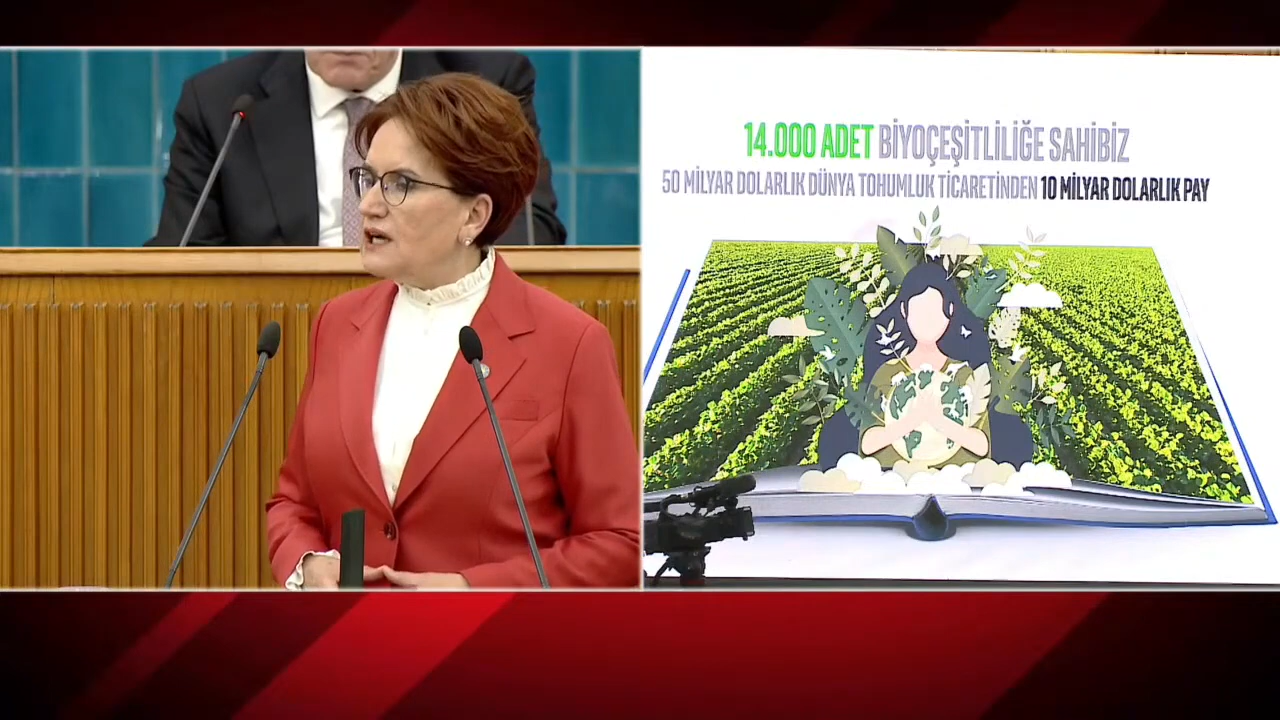 14.000 ADET BİYOÇEŞİTLİLİĞE SAHİBİZ
50 MİLYAR DOLARLIK DÜNYA TOHUMLUK TİCARETİNDEN 10 MİLYAR DOLARLIK PAY